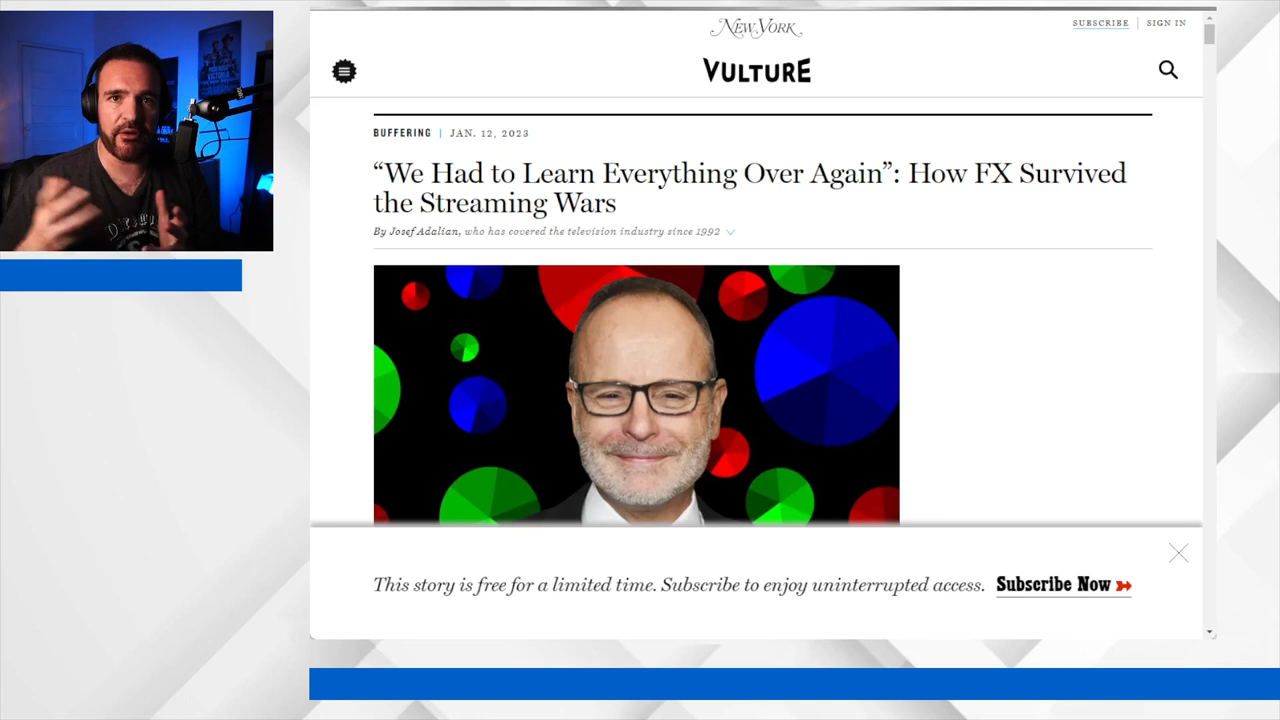 NEW YORK
SUBSCRIBE
SIGN IN
VULTURE
BUFFERING | JAN. 12, 2023
“We Had to Learn Everything Over Again”: How FX Survived
the Streaming Wars
By Josef Adalian, who has covered the television industry since 1992
This story is free for a limited time. Subscribe to enjoy uninterrupted access.
Subscribe Now